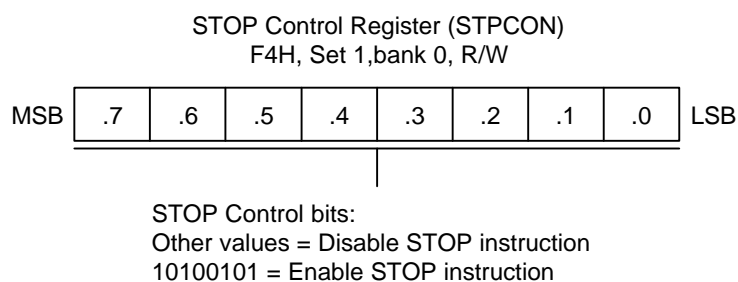 STOP Control Register (STPCON)
F4H, Set 1,bank 0, R/W
MSB .7 .6 .5 .4 .3 .2 .1 .0 LSB
STOP Control bits:
Other values = Disable STOP instruction
10100101 = Enable STOP instruction